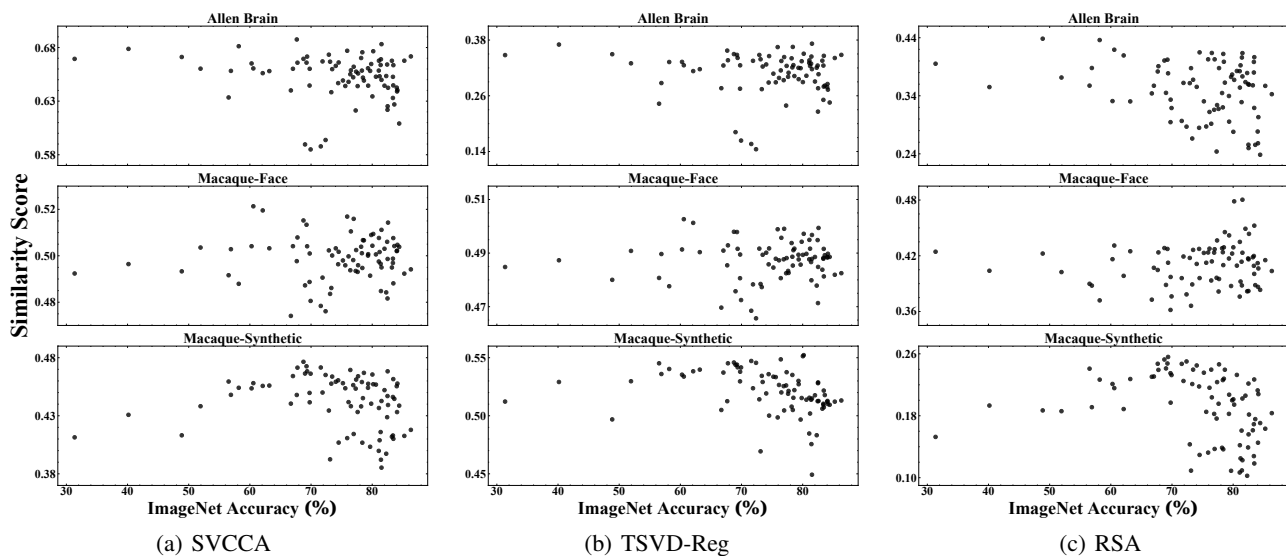 Allen Brain Allen Brain Allen Brain
0.68 0.38 0.44
0.63 0.26 0.34
0.58 0.14 0.24
Macaque-Face Macaque-Face Macaque-Face
0.52 0.51 0.48
0.50 0.49 0.42
0.48 0.47 0.36
Similarity Score
Macaque-Synthetic Macaque-Synthetic Macaque-Synthetic
0.48 0.55 0.26
0.43 0.50 0.18
0.38 0.45 0.10
30 40 50 60 70 80 30 40 50 60 70 80 30 40 50 60 70 80
ImageNet Accuracy (%) ImageNet Accuracy (%) ImageNet Accuracy (%)
(a) SVCCA (b) TSVD-Reg (c) RSA